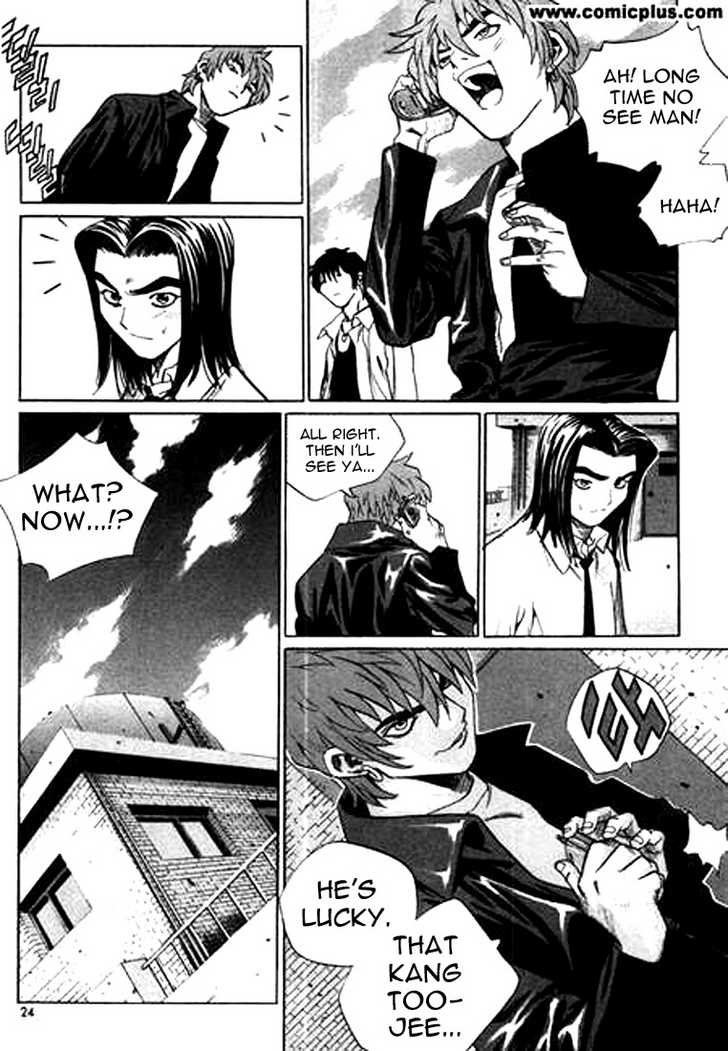 www.comicplus.com
AH! LONG
TIME NO
SEE MAN!
HAHA!
WHAT?
NOW...!?
ALL RIGHT.
THEN I'LL
SEE YA...
HE'S
LUCKY.
THAT
KANG
TOO-
JEE...
24